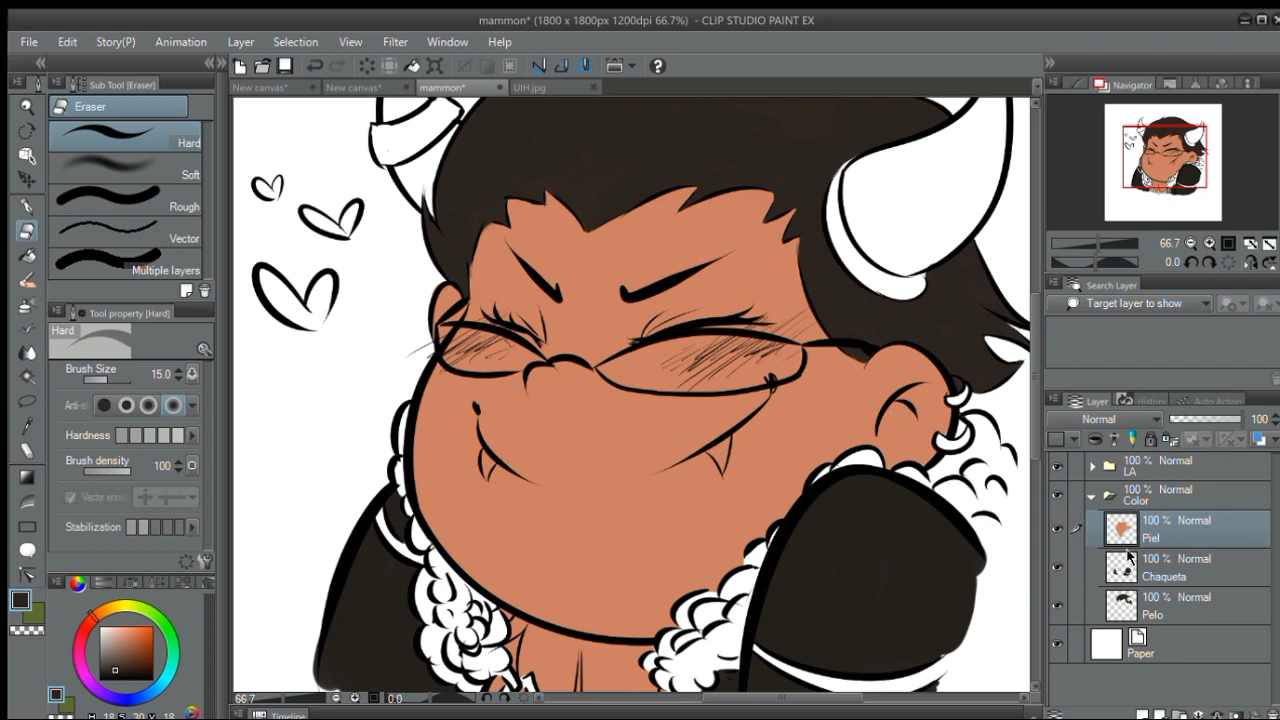 mammon* (1800 x 1800px 1200dpi 66.7%)  - CLIP STUDIO PAINT EX
File Edit Story(P) Animation Layer Selection View Filter Window Help
Sub Tool [Eraser]
New canvas* New canvas* mammon* UIH.jpg
Navigator
Eraser
Hard
Soft
Rough
Vector
Multiple layers
Tool property [Hard]
Hard
Brush Size 15.0
Hardness
Brush density 100
Vector eras
Stabilization
66.7
0.0
Search Layer
Target layer to show
Layer History Auto Action
Normal 100
100 % Normal
LA
100 % Normal
Color
100 % Normal
Piel
100 % Normal
Chaqueta
100 % Normal
Pelo
Paper
66.7 0.0
Timeline
H 18 S 30 V 18